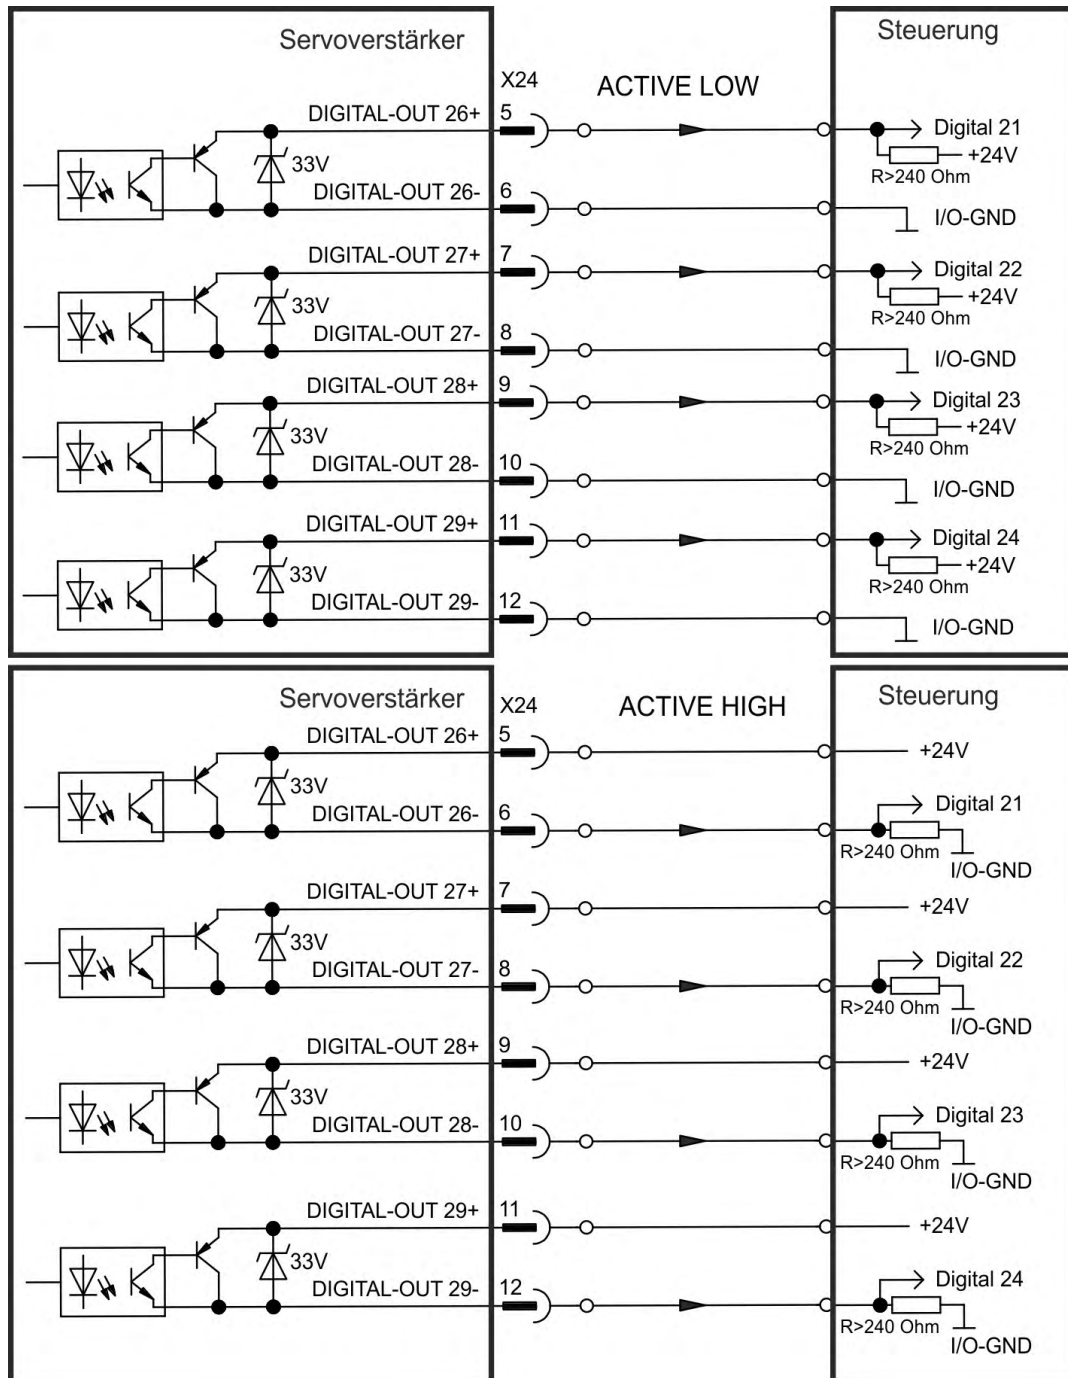 Servoverstärker
Steuerung
X24
ACTIVE LOW
DIGITAL-OUT 26+
5
Digital 21
33V
+24V
R>240 Ohm
DIGITAL-OUT 26-
6
I/O-GND
DIGITAL-OUT 27+
7
Digital 22
33V
+24V
R>240 Ohm
DIGITAL-OUT 27-
8
I/O-GND
DIGITAL-OUT 28+
9
Digital 23
33V
+24V
R>240 Ohm
DIGITAL-OUT 28-
10
I/O-GND
DIGITAL-OUT 29+
11
Digital 24
33V
+24V
R>240 Ohm
DIGITAL-OUT 29-
12
I/O-GND
Servoverstärker
Steuerung
X24
ACTIVE HIGH
DIGITAL-OUT 26+
5
+24V
33V
DIGITAL-OUT 26-
6
Digital 21
R>240 Ohm
I/O-GND
DIGITAL-OUT 27+
7
+24V
33V
DIGITAL-OUT 27-
8
Digital 22
R>240 Ohm
I/O-GND
DIGITAL-OUT 28+
9
+24V
33V
DIGITAL-OUT 28-
10
Digital 23
R>240 Ohm
I/O-GND
DIGITAL-OUT 29+
11
+24V
33V
DIGITAL-OUT 29-
12
Digital 24
R>240 Ohm
I/O-GND